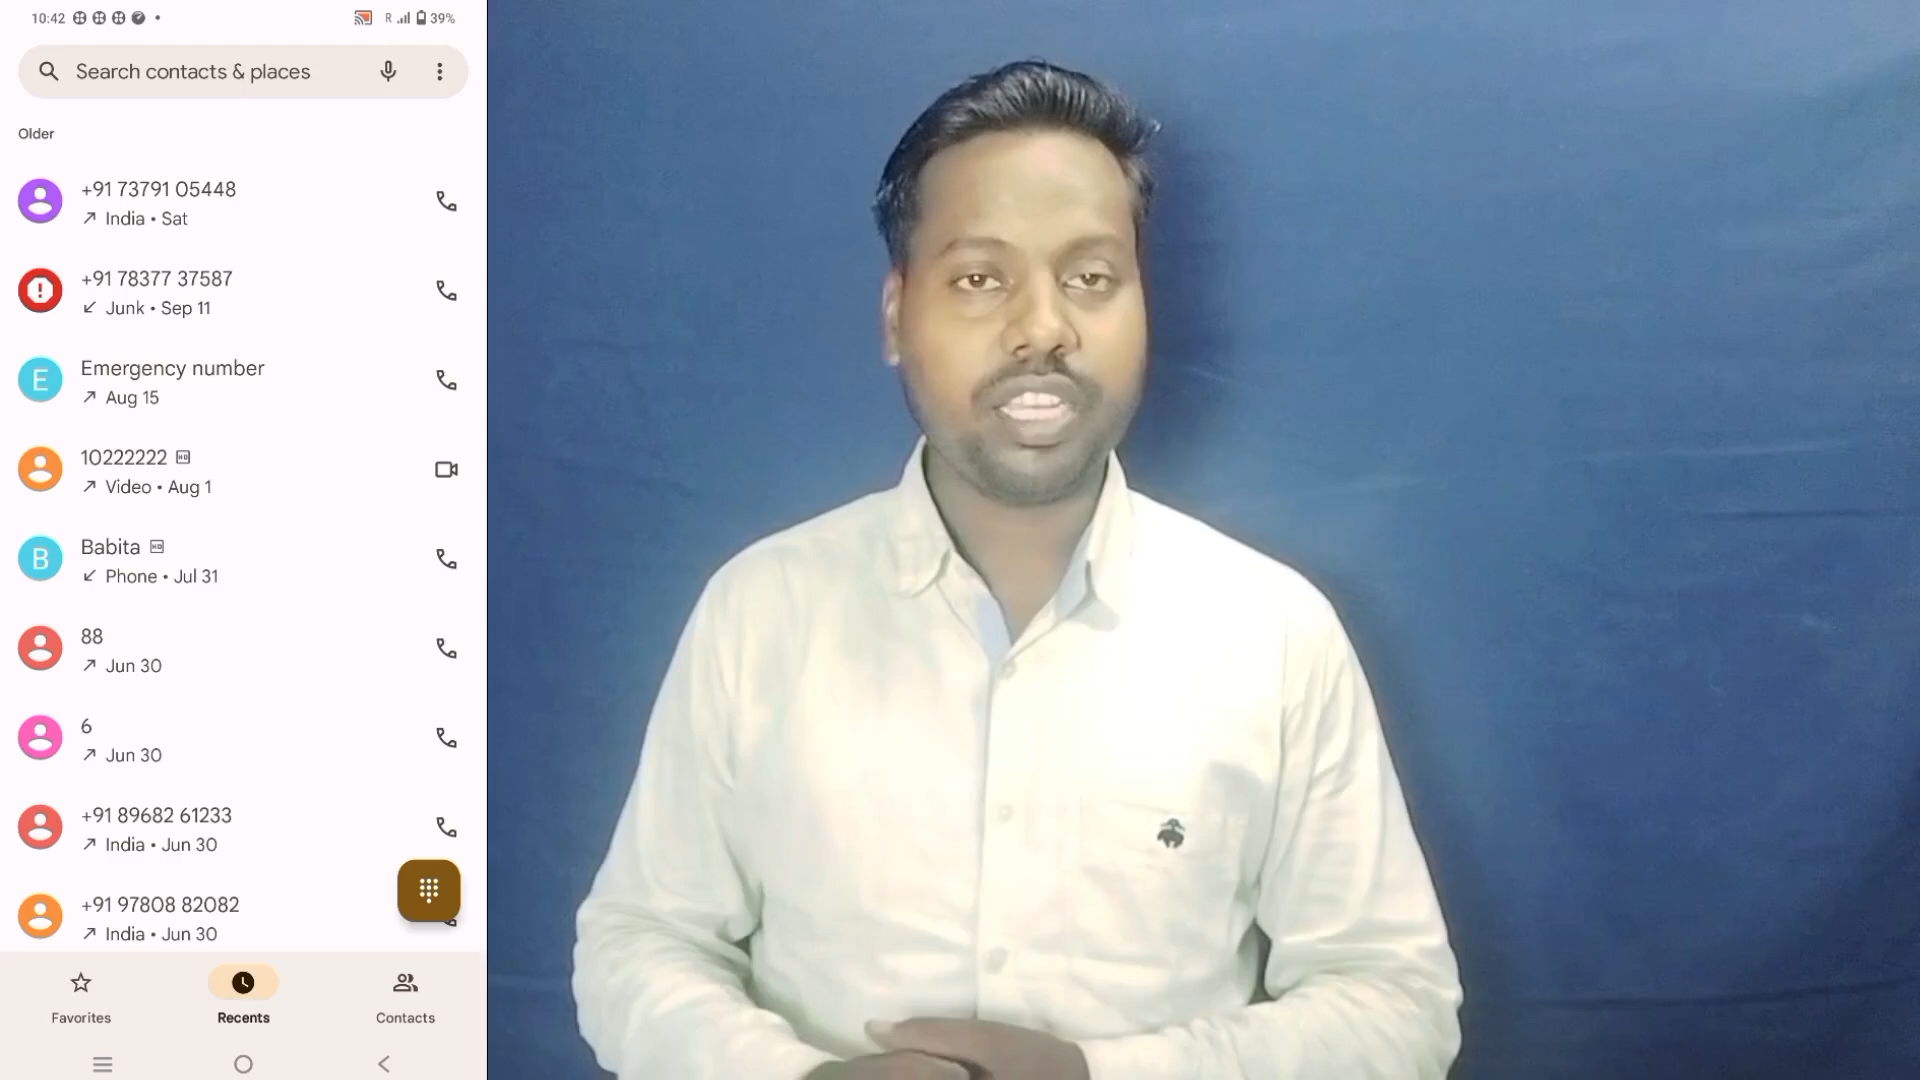 10:42 R 39%
Search contacts & places
Older
+91 73791 05448
India • Sat
+91 78377 37587
Junk • Sep 11
Emergency number
E
Aug 15
10222222 HD
Video • Aug 1
Babita HD
B
Phone • Jul 31
88
Jun 30
6
Jun 30
+91 89682 61233
India • Jun 30
+91 97808 82082
India • Jun 30
Favorites
Recents
Contacts